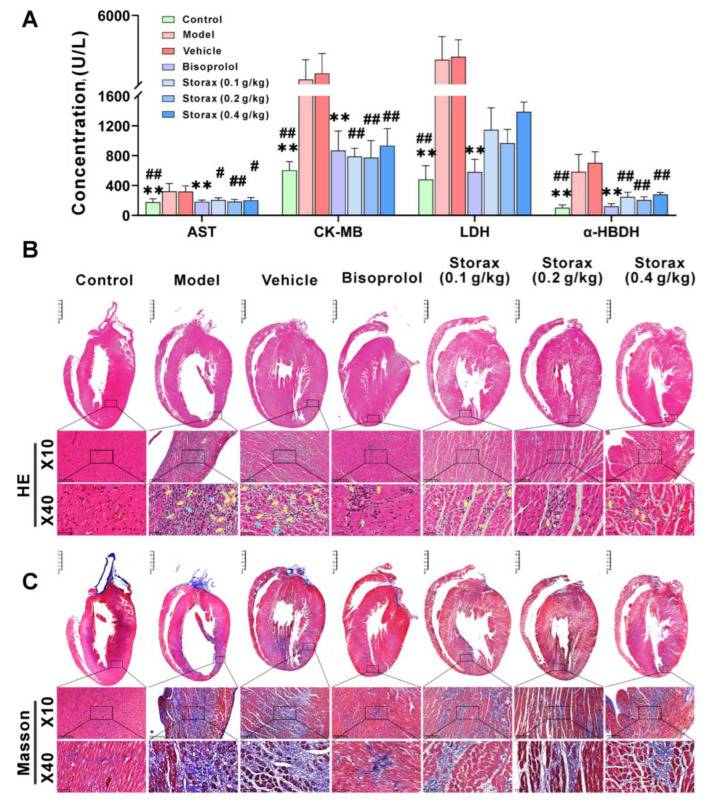 A
Concentration (U/L)
6000
1600
1200
800
400
0
Control
Model
Vehicle
Bisoprolol
Storax (0.1 g/kg)
Storax (0.2 g/kg)
Storax (0.4 g/kg)
##
**
**
#
##
#
##
**
**
##
##
##
##
**
**
##
**
**
##
##
##
AST
CK-MB
LDH
α-HBDH
B
Control
Model
Vehicle
Bisoprolol
Storax (0.1 g/kg)
Storax (0.2 g/kg)
Storax (0.4 g/kg)
HE
X10
X40
C
Masson
X10
X40